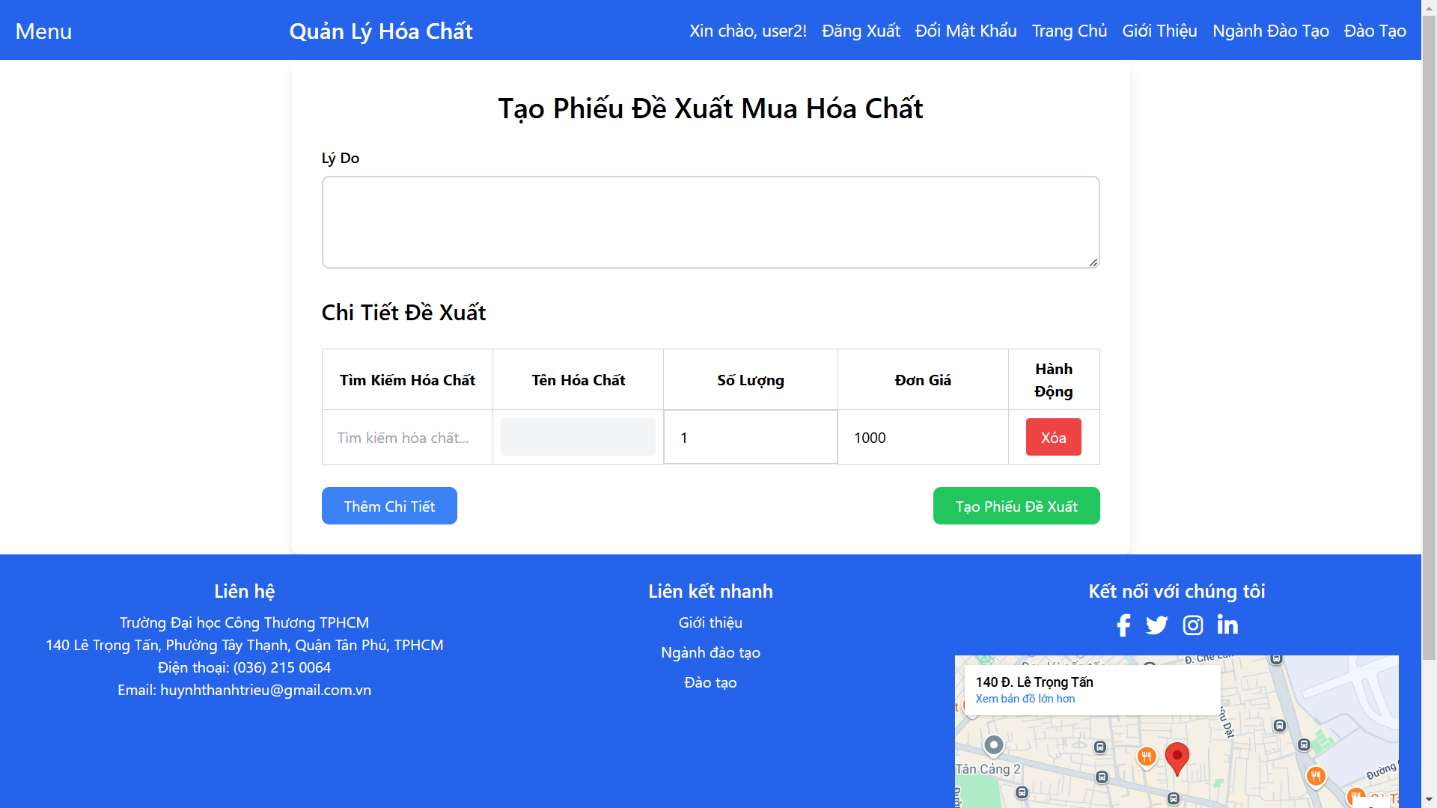 Menu
Quản Lý Hóa Chất
Xin chào, user2! Đăng Xuất Đổi Mật Khẩu Trang Chủ Giới Thiệu Ngành Đào Tạo Đào Tạo
Tạo Phiếu Đề Xuất Mua Hóa Chất
Lý Do
Chi Tiết Đề Xuất
Tìm Kiếm Hóa Chất Tên Hóa Chất Số Lượng Đơn Giá Hành Động
Tìm kiếm hóa chất... 1 1000 Xóa
Thêm Chi Tiết Tạo Phiếu Đề Xuất
Liên hệ
Trường Đại học Công Thương TPHCM
140 Lê Trọng Tấn, Phường Tây Thạnh, Quận Tân Phú, TPHCM
Điện thoại: (036) 215 0064
Email: huynhthanhtrieu@gmail.com.vn
Liên kết nhanh
Giới thiệu
Ngành đào tạo
Đào tạo
Kết nối với chúng tôi
140 Đ. Lê Trọng Tấn
Xem bản đồ lớn hơn
Tân Cảng 2